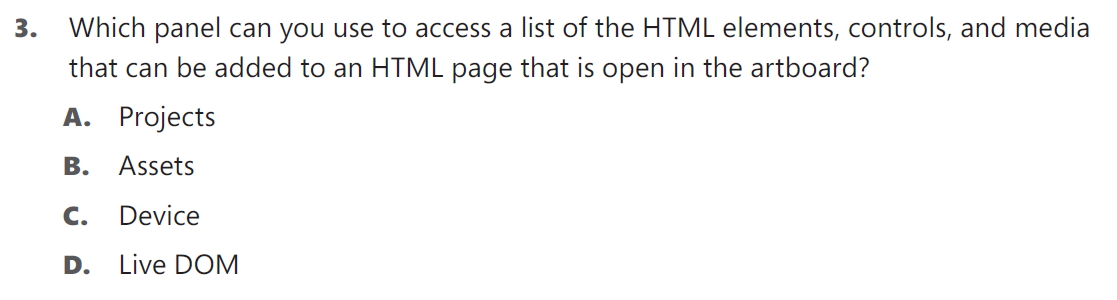 3. Which panel can you use to access a list of the HTML elements, controls, and media
that can be added to an HTML page that is open in the artboard?
A. Projects
B. Assets
C. Device
D. Live DOM